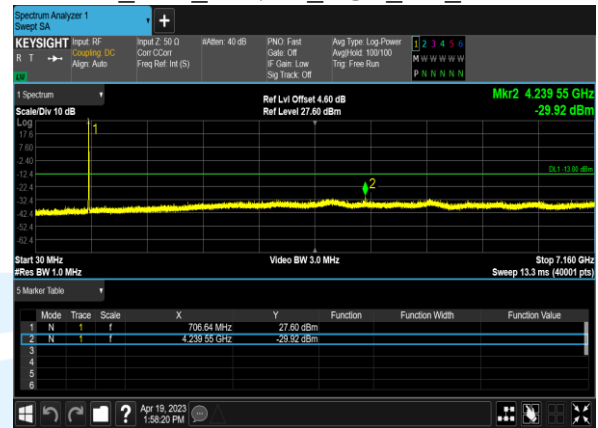 Spectrum Analyzer 1
Swept SA
KEYSIGHT Input: RF Input Z: 50 Ω #Atten: 40 dB PNO: Fast Avg Type: Log-Power 1 2 3 4 5 6
R T Coupling: DC Corr CCorr Gate: Off Avg|Hold: 100/100 M W W W W W
Align: Auto Freq Ref: Int (S) IF Gain: Low Trig: Free Run
LV Sig Track: Off P N N N N N
1 Spectrum Ref Lvl Offset 4.60 dB Mkr2 4.239 55 GHz
Scale/Div 10 dB Ref Level 27.60 dBm -29.92 dBm
Log
17.6
1
7.60
-2.40
-12.4 DL1 -13.00 dBm
-22.4
2
-32.4
-42.4
-52.4
-62.4
Start 30 MHz Video BW 3.0 MHz Stop 7.160 GHz
#Res BW 1.0 MHz Sweep 13.3 ms (40001 pts)
5 Marker Table
Mode Trace Scale X Y Function Function Width Function Value
1 N 1 f 706.64 MHz 27.60 dBm
2 N 1 f 4.239 55 GHz -29.92 dBm
3
4
5
6
? Apr 19, 2023
1:58:20 PM